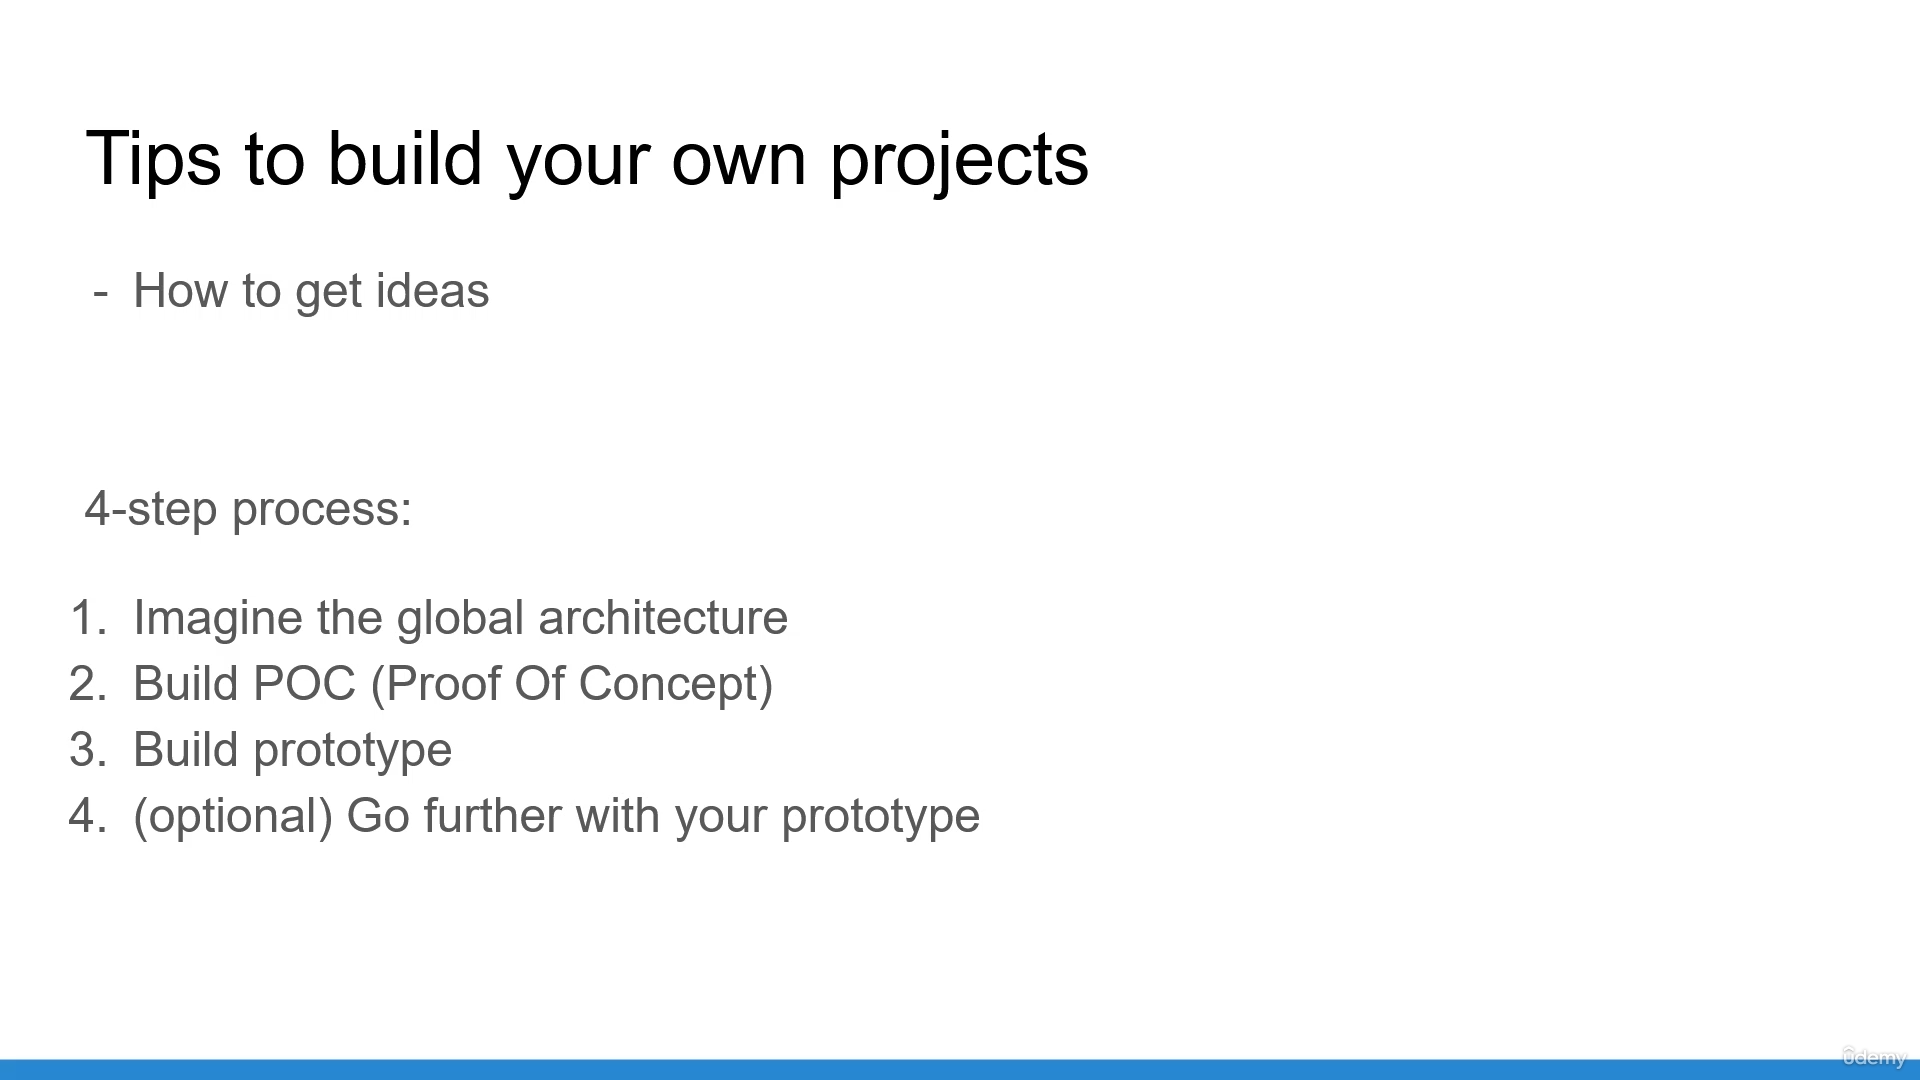 Tips to build your own projects
- How to get ideas
4-step process:
1. Imagine the global architecture
2. Build POC (Proof Of Concept)
3. Build prototype
4. (optional) Go further with your prototype
ûdemy